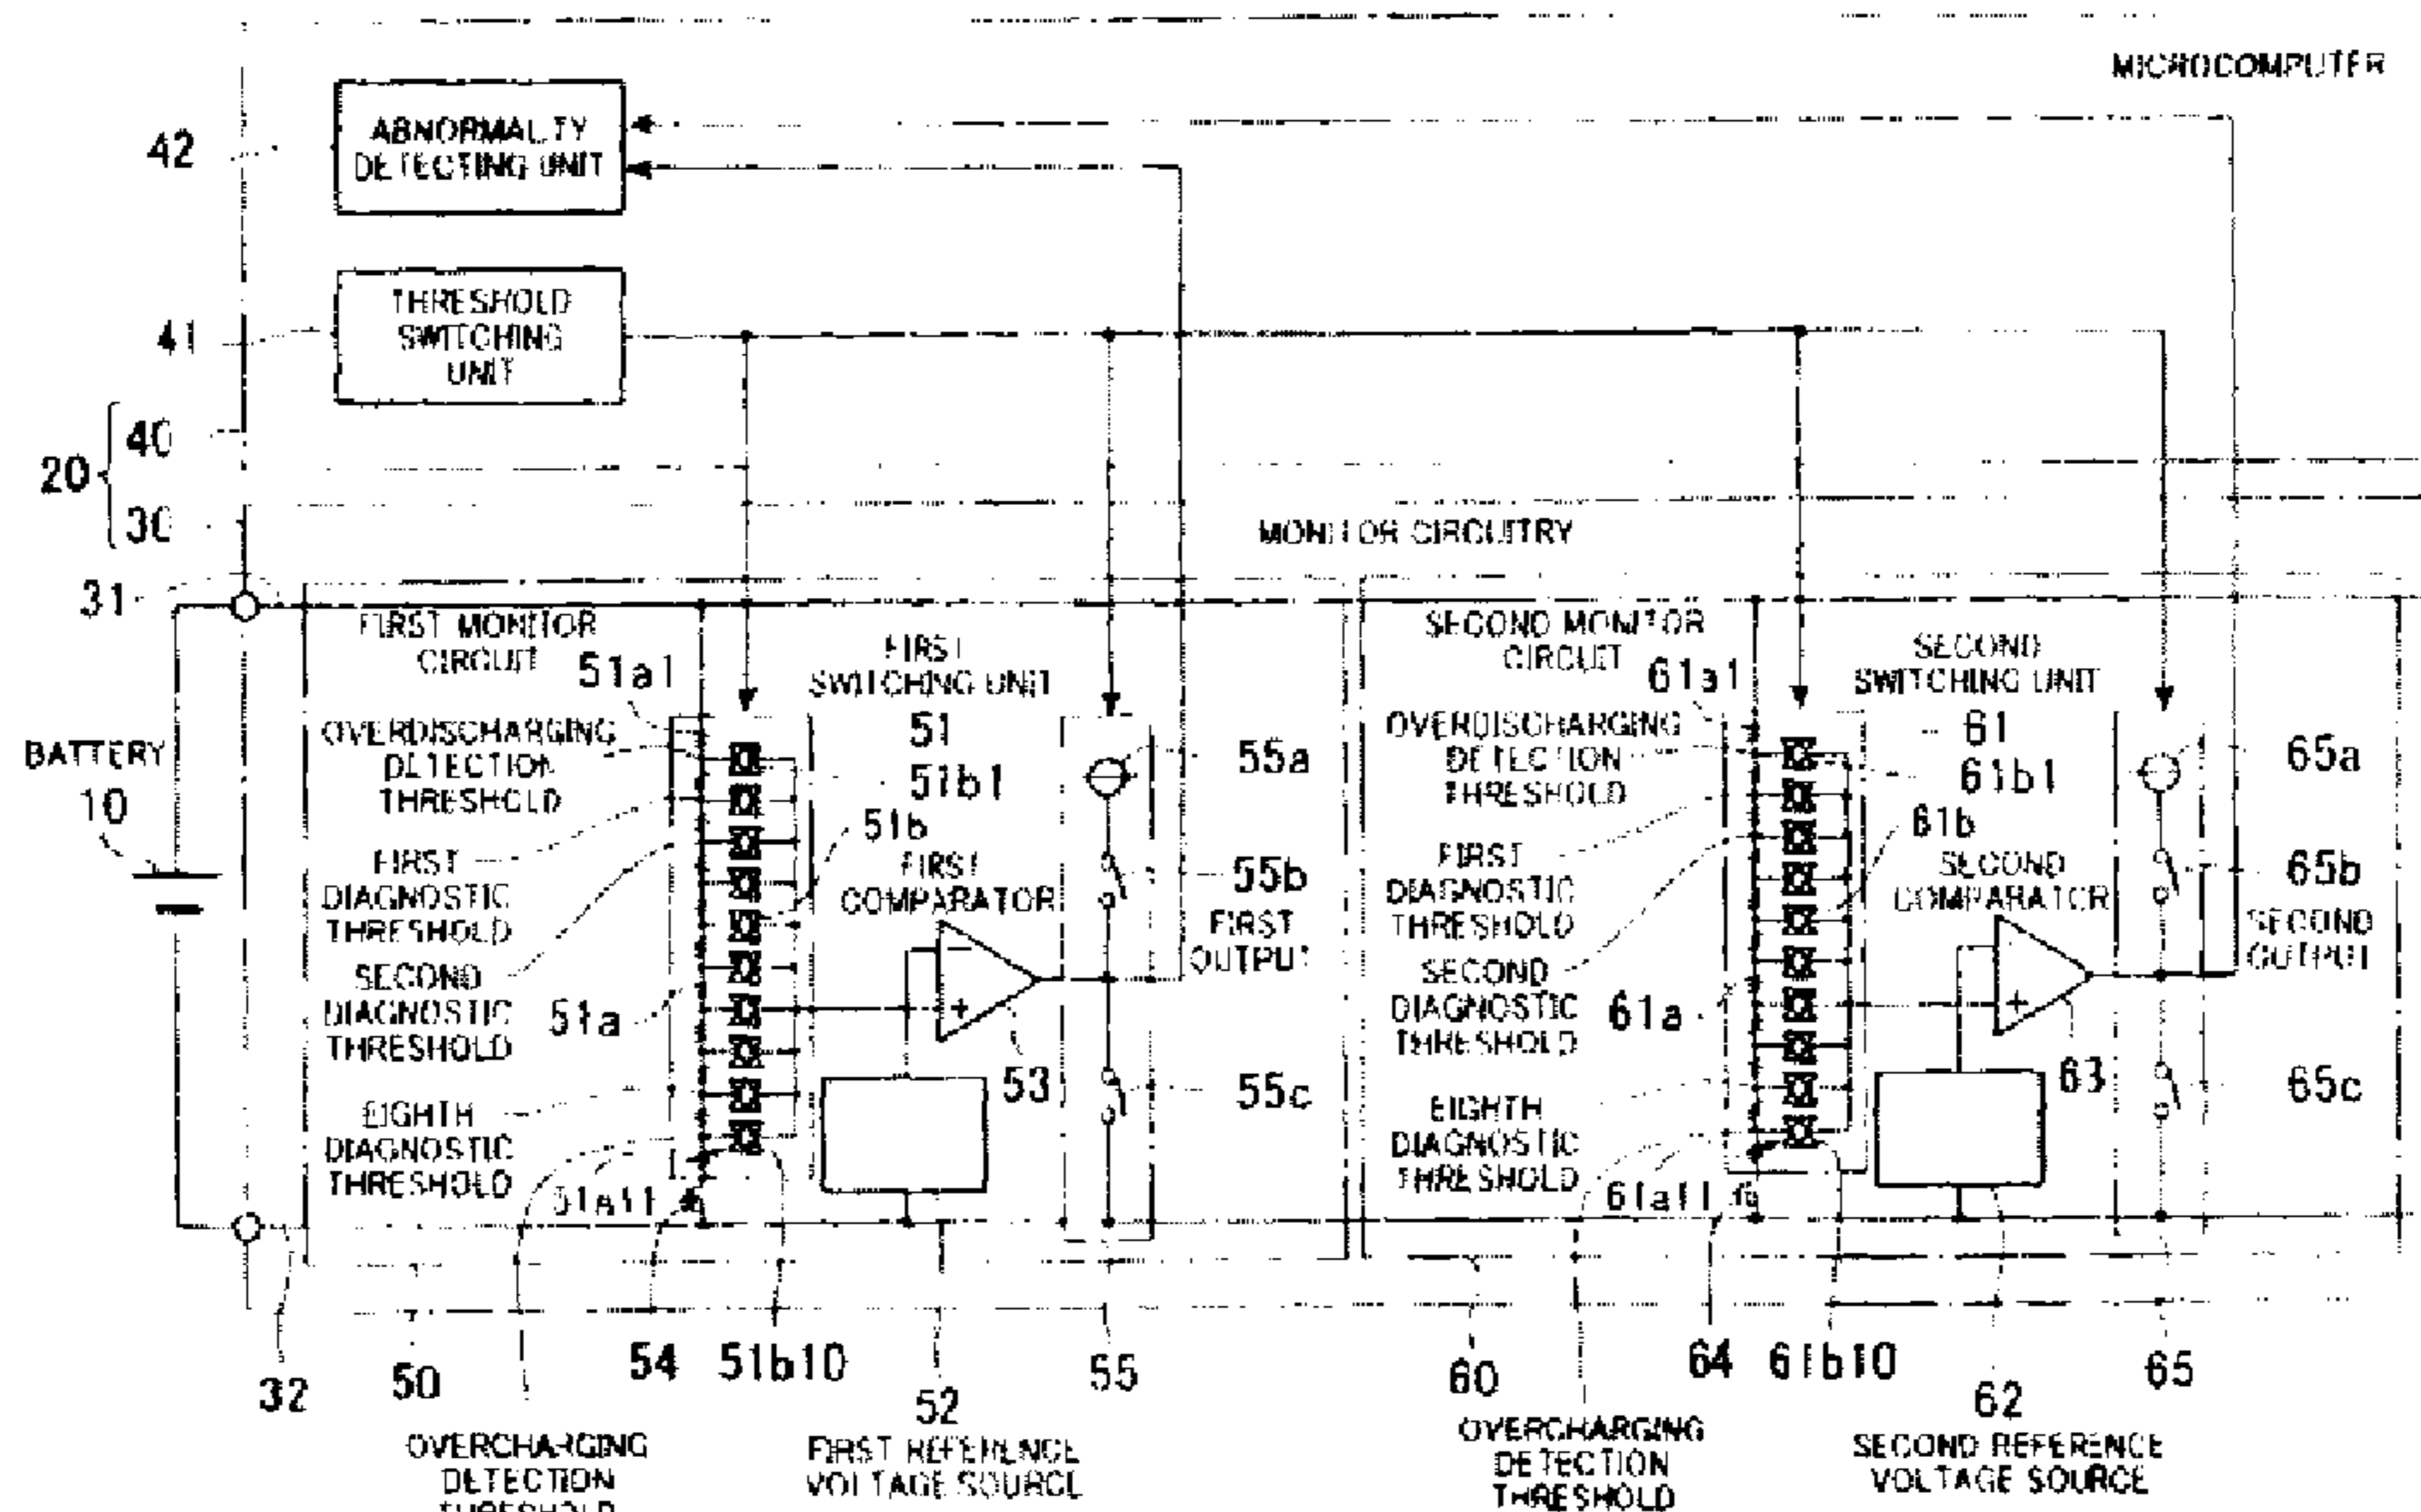 MICROCOMPUTER
42
ABNORMALITY
DETECTING UNIT
41
THRESHOLD
SWITCHING
UNIT
20
40
30
MONITOR CIRCUITRY
31
FIRST MONITOR
CIRCUIT
51a1
FIRST
SWITCHING UNIT
51
51b1
51b
OVERDISCHARGING
DETECTION
THRESHOLD
BATTERY
10
FIRST
DIAGNOSTIC
THRESHOLD
SECOND
DIAGNOSTIC
THRESHOLD
51a
EIGHTH
DIAGNOSTIC
THRESHOLD
51a11
FIRST
COMPARATOR
-
+
53
55a
55b
FIRST
OUTPUT
55c
SECOND MONITOR
CIRCUIT
61a1
SECOND
SWITCHING UNIT
61
61b1
61b
OVERDISCHARGING
DETECTION
THRESHOLD
FIRST
DIAGNOSTIC
THRESHOLD
SECOND
DIAGNOSTIC
THRESHOLD
61a
EIGHTH
DIAGNOSTIC
THRESHOLD
61a11
SECOND
COMPARATOR
-
+
63
65a
65b
SECOND
OUTPUT
65c
32
50
54
51b10
52
55
60
64
61b10
62
65
OVERCHARGING
DETECTION
THRESHOLD
FIRST REFERENCE
VOLTAGE SOURCE
OVERCHARGING
DETECTION
THRESHOLD
SECOND REFERENCE
VOLTAGE SOURCE